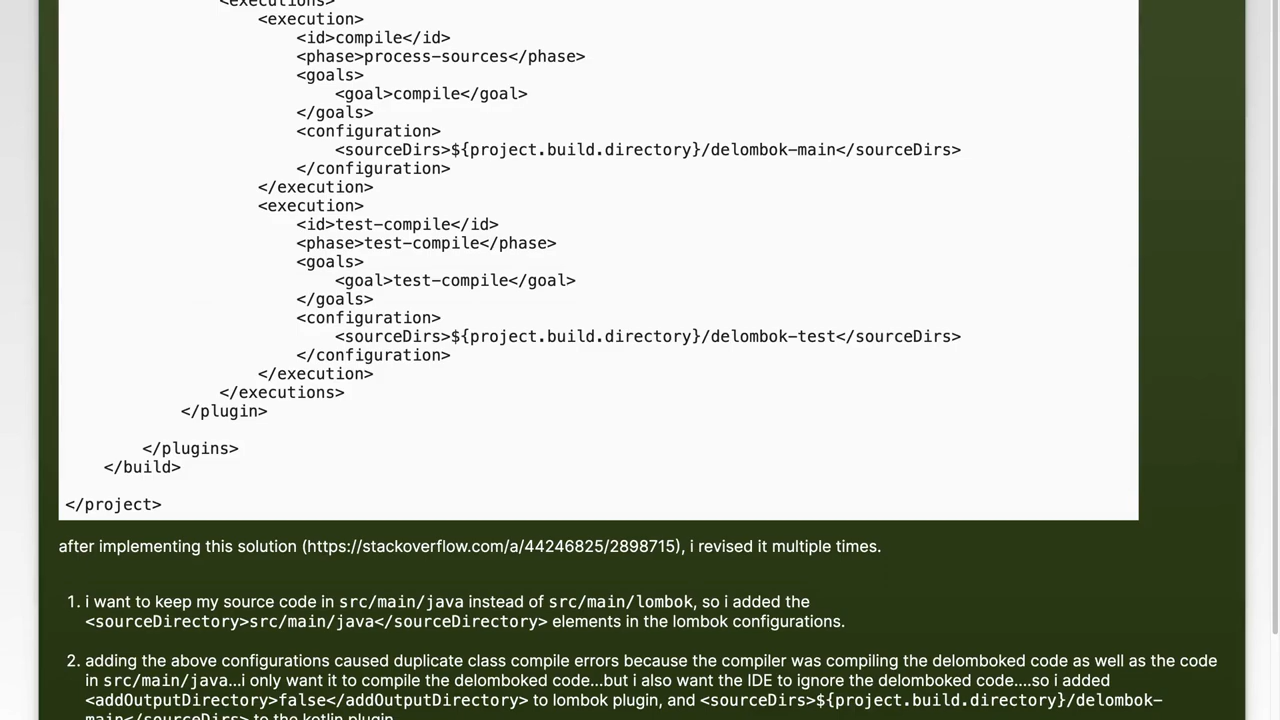 <executions>
<execution>
<id>compile</id>
<phase>process-sources</phase>
<goals>
<goal>compile</goal>
</goals>
<configuration>
<sourceDirs>${project.build.directory}/delombok-main</sourceDirs>
</configuration>
</execution>
<execution>
<id>test-compile</id>
<phase>test-compile</phase>
<goals>
<goal>test-compile</goal>
</goals>
<configuration>
<sourceDirs>${project.build.directory}/delombok-test</sourceDirs>
</configuration>
</execution>
</executions>
</plugin>
</plugins>
</build>
</project>
after implementing this solution (https://stackoverflow.com/a/44246825/2898715), i revised it multiple times.
1. i want to keep my source code in src/main/java instead of src/main/lombok, so i added the
<sourceDirectory>src/main/java</sourceDirectory> elements in the lombok configurations.
2. adding the above configurations caused duplicate class compile errors because the compiler was compiling the delomboked code as well as the code
in src/main/java...i only want it to compile the delomboked code...but i also want the IDE to ignore the delomboked code....so i added
<addOutputDirectory>false</addOutputDirectory> to lombok plugin, and <sourceDirs>${project.build.directory}/delombok-
main</sourceDirs> to the kotlin plugin